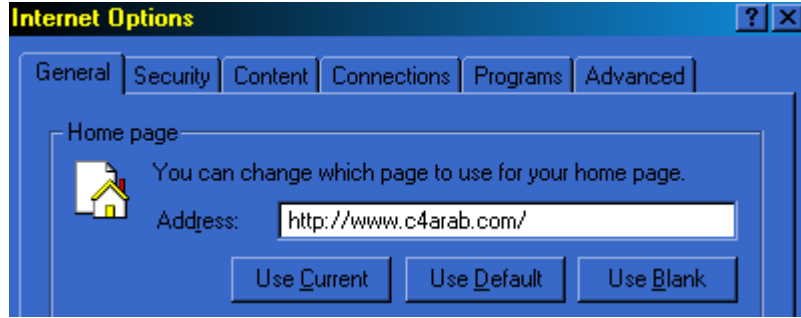 Internet Options
General Security Content Connections Programs Advanced
Home page
You can change which page to use for your home page.
Address: http://www.c4arab.com/
Use Current Use Default Use Blank